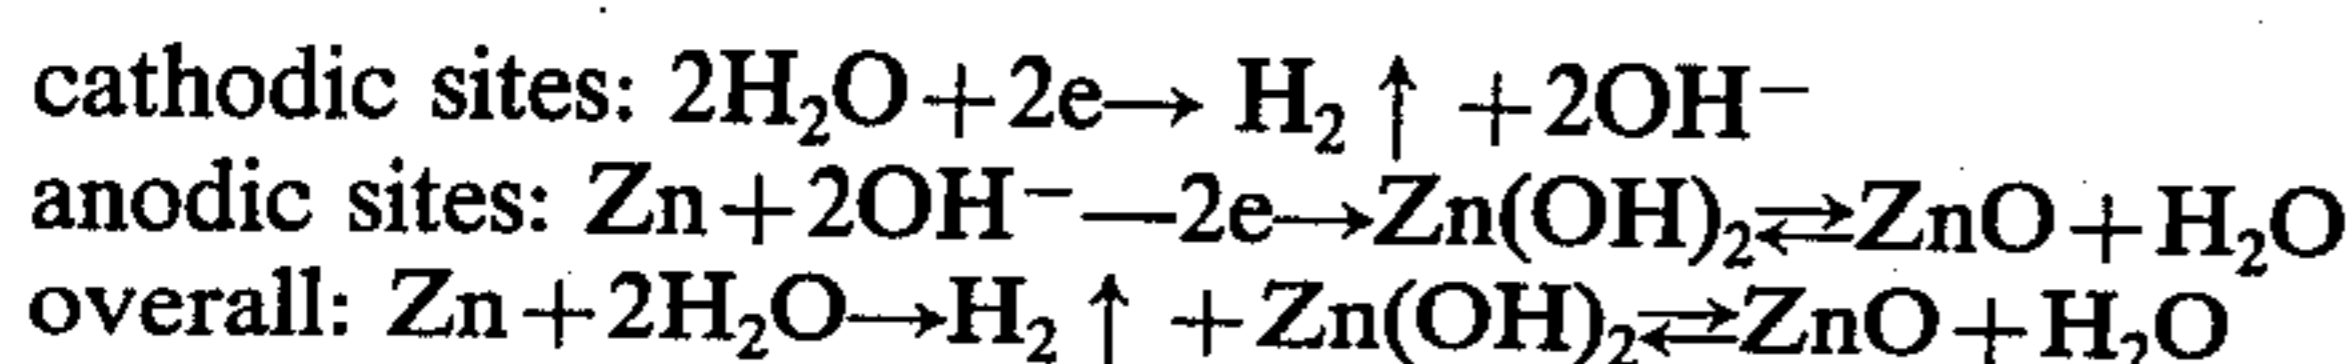 cathodic sites: 2H₂O+2e→ H₂ ↑ +2OH⁻
anodic sites: Zn+2OH⁻—2e→Zn(OH)₂⇄ZnO+H₂O
overall: Zn+2H₂O→H₂ ↑ +Zn(OH)₂⇄ZnO+H₂O